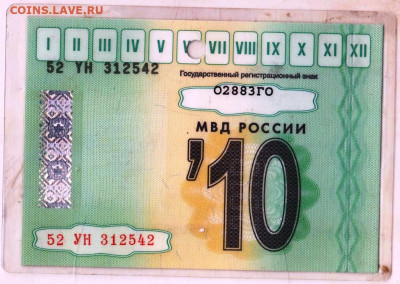 COINS.LAVE.RU
I II III IV V VII VIII IX X XI XII
52 УН 312542
Государственный регистрационный знак
О2883ГО
МВД РОССИИ
'10
52 УН 312542